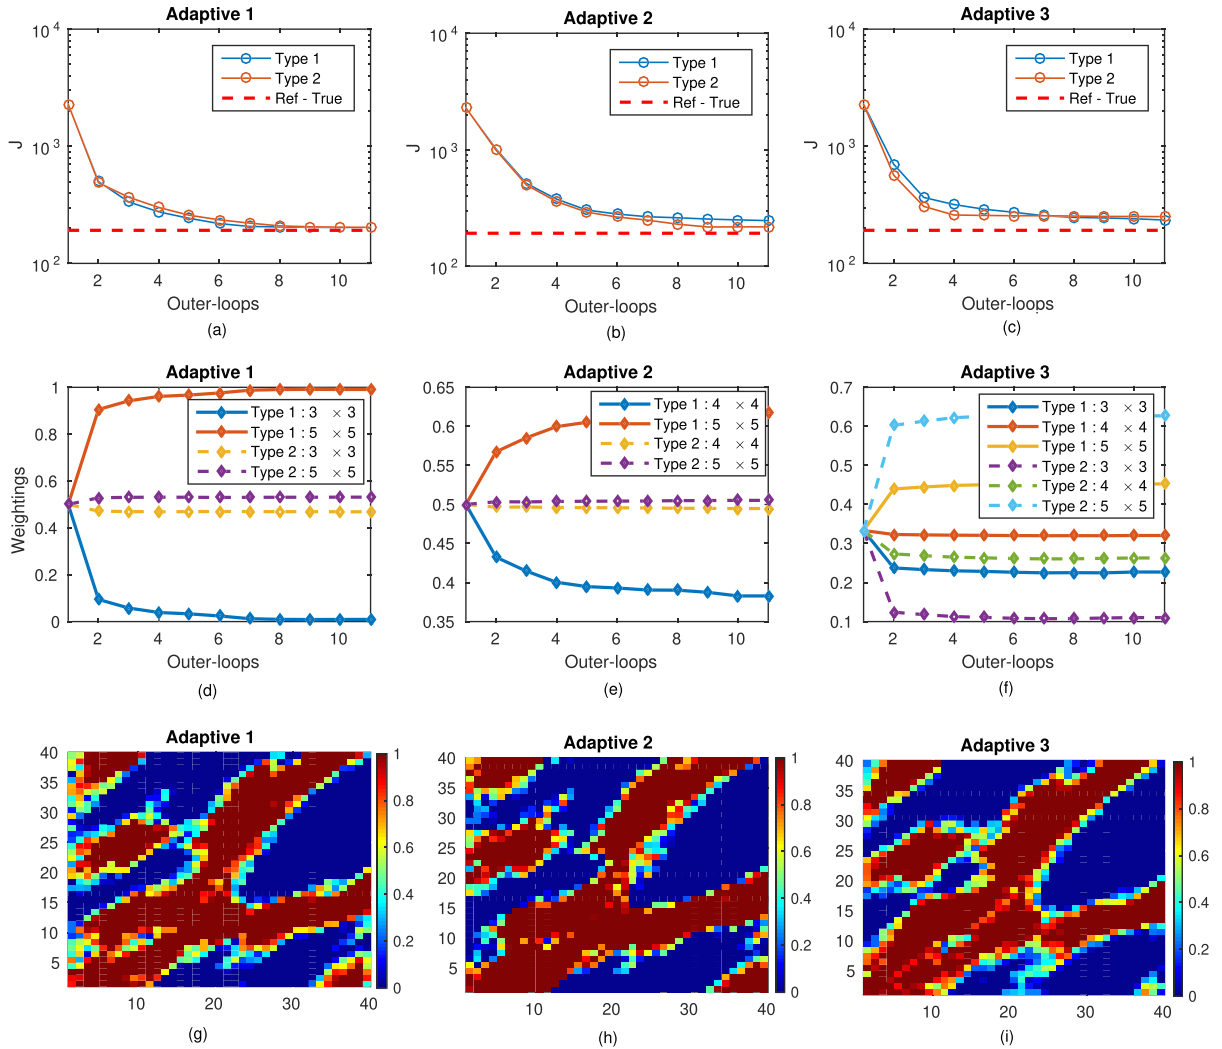 Adaptive 1
10 4
10 3
10 2
J
Type 1
Type 2
Ref - True
2 4 6 8 10
Outer-loops
(a)
Adaptive 2
10 4
10 3
10 2
J
Type 1
Type 2
Ref - True
2 4 6 8 10
Outer-loops
(b)
Adaptive 3
10 4
10 3
10 2
J
Type 1
Type 2
Ref - True
2 4 6 8 10
Outer-loops
(c)
Adaptive 1
1
0.8
0.6
0.4
0.2
0
Weightings
Type 1 : 3 × 3
Type 1 : 5 × 5
Type 2 : 3 × 3
Type 2 : 5 × 5
2 4 6 8 10
Outer-loops
(d)
Adaptive 2
0.65
0.6
0.55
0.5
0.45
0.4
0.35
Type 1 : 4 × 4
Type 1 : 5 × 5
Type 2 : 4 × 4
Type 2 : 5 × 5
2 4 6 8 10
Outer-loops
(e)
Adaptive 3
0.7
0.6
0.5
0.4
0.3
0.2
0.1
Type 1 : 3 × 3
Type 1 : 4 × 4
Type 1 : 5 × 5
Type 2 : 3 × 3
Type 2 : 4 × 4
Type 2 : 5 × 5
2 4 6 8 10
Outer-loops
(f)
Adaptive 1
40
35
30
25
20
15
10
5
10 20 30 40
1
0.8
0.6
0.4
0.2
0
(g)
Adaptive 2
40
35
30
25
20
15
10
5
10 20 30 40
1
0.8
0.6
0.4
0.2
0
(h)
Adaptive 3
40
35
30
25
20
15
10
5
10 20 30 40
1
0.8
0.6
0.4
0.2
0
(i)